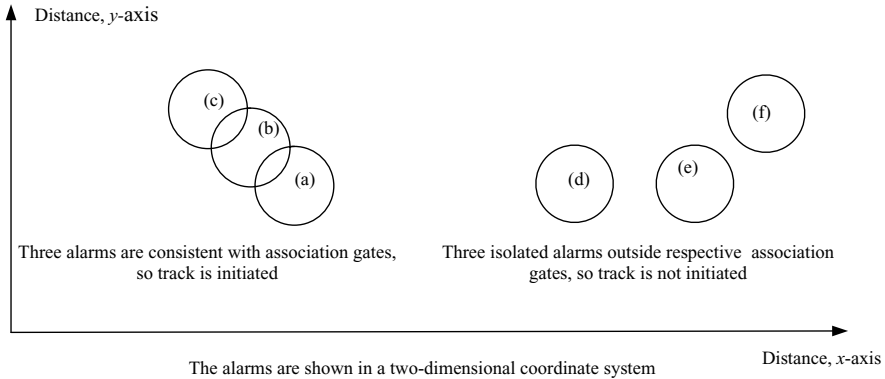 Distance, y-axis
(c)
(b)
(a)
(f)
(e)
(d)
Three alarms are consistent with association gates,
so track is initiated
Three isolated alarms outside respective association
gates, so track is not initiated
Distance, x-axis
The alarms are shown in a two-dimensional coordinate system